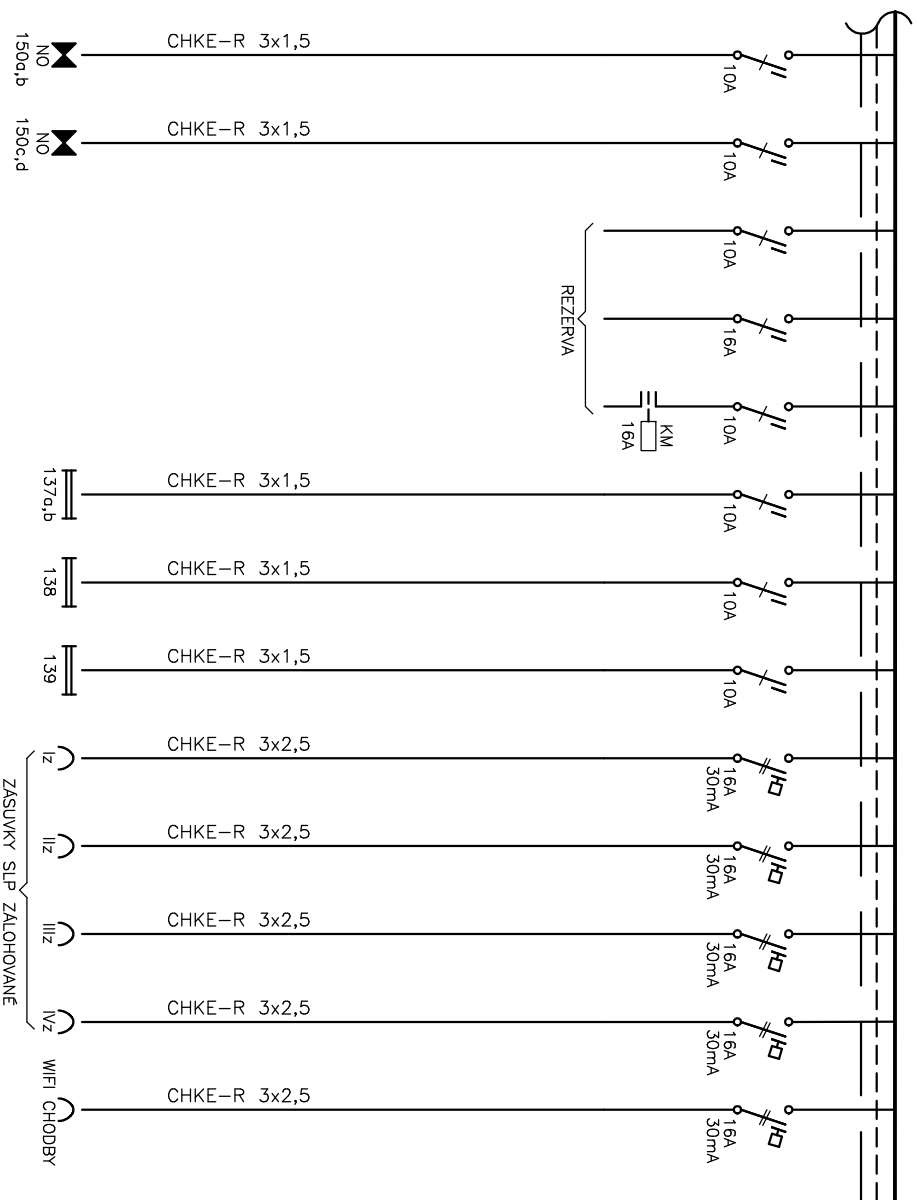 CHKE-R 3x1,5
10A
NO
150a,b
CHKE-R 3x1,5
10A
NO
150c,d
10A
16A
10A
KM
16A
REZERVA
CHKE-R 3x1,5
10A
137a,b
CHKE-R 3x1,5
10A
138
CHKE-R 3x1,5
10A
139
CHKE-R 3x2,5
16A
30mA
Iz
CHKE-R 3x2,5
16A
30mA
IIz
CHKE-R 3x2,5
16A
30mA
IIIz
CHKE-R 3x2,5
16A
30mA
IVz
ZÁSUVKY SLP ZÁLOHOVANÉ
CHKE-R 3x2,5
16A
30mA
WIFI CHODBY